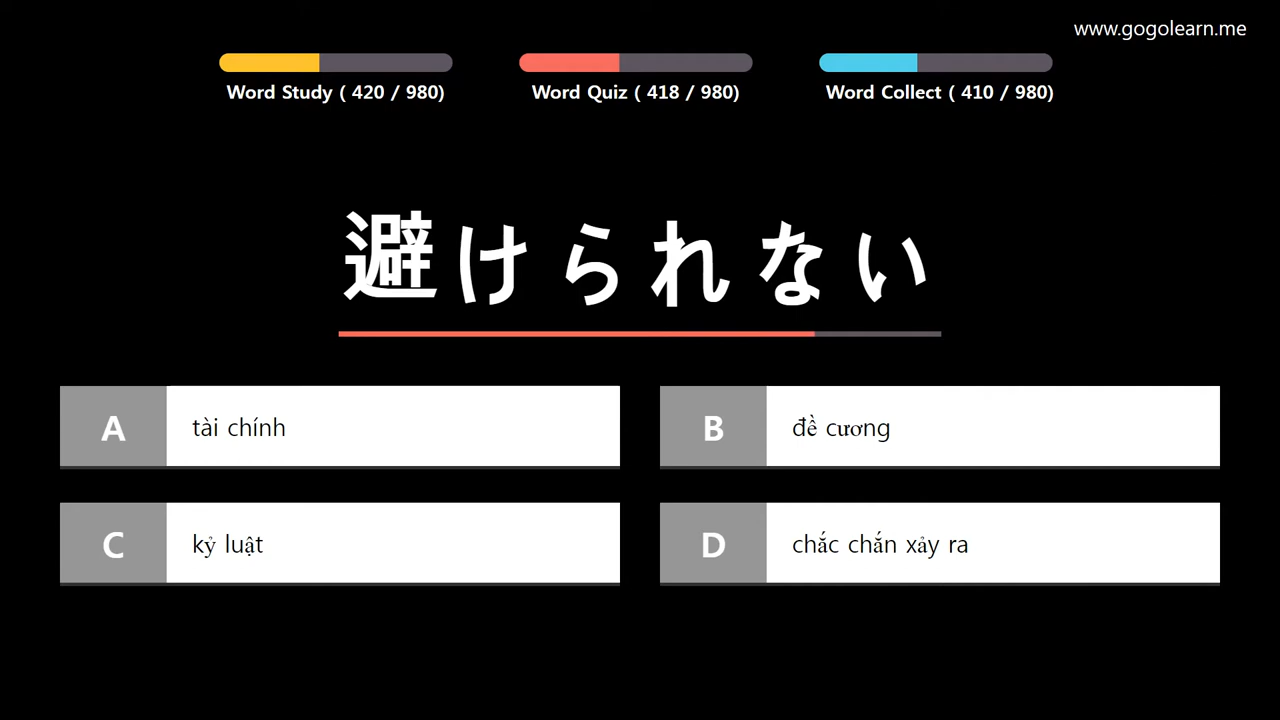 www.gogolearn.me
Word Study ( 420 / 980)
Word Quiz ( 418 / 980)
Word Collect ( 410 / 980)
避けられない
A tài chính
B đề cương
C kỷ luật
D chắc chắn xảy ra